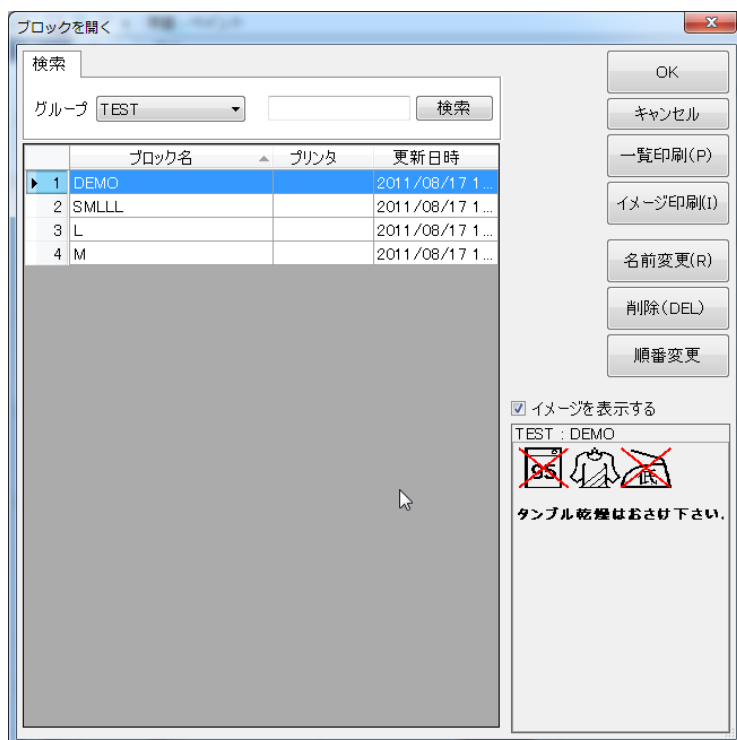 ブロックを開く
検索
グループ TEST 検索
ブロック名 プリンタ 更新日時
1 DEMO 2011/08/17 1...
2 SMLLL 2011/08/17 1...
3 L 2011/08/17 1...
4 M 2011/08/17 1...
OK
キャンセル
一覧印刷(P)
イメージ印刷(I)
名前変更(R)
削除(DEL)
順番変更
イメージを表示する
TEST : DEMO
95 低
タンブル乾燥はおさけ下さい.